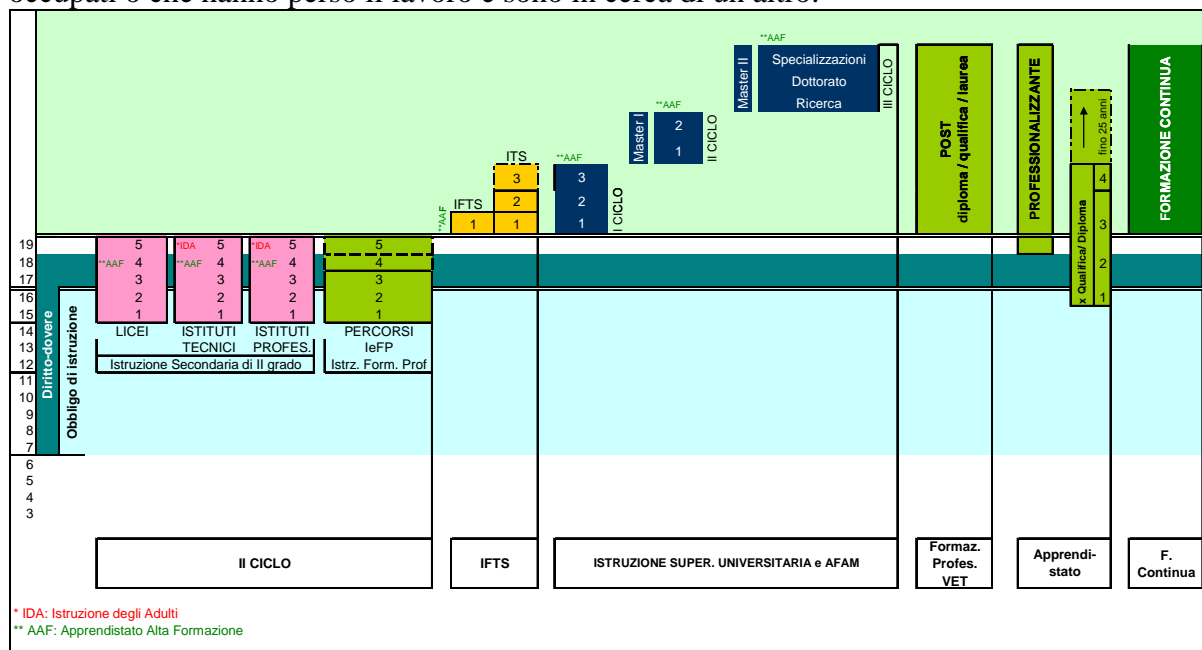 occupati o che hanno perso il lavoro e sono in cerca di un altro.
**AAF
Master II
Specializzazioni
Dottorato
Ricerca
III CICLO
**AAF
Master I
2
1
II CICLO
**AAF
3
2
1
I CICLO
ITS
3
2
1
IFTS
**AAF
1
POST
diploma / qualifica / laurea
PROFESSIONALIZZANTE
fino 25 anni
x Qualifica/ Diploma
4
3
2
1
FORMAZIONE CONTINUA
19
18
17
16
15
14
13
12
11
10
9
8
7
6
5
4
3
Diritto-dovere
Obbligo di istruzione
5
**AAF 4
3
2
1
LICEI
*IDA 5
**AAF 4
3
2
1
ISTITUTI
TECNICI
*IDA 5
**AAF 4
3
2
1
ISTITUTI
PROFES.
Istruzione Secondaria di II grado
5
4
3
2
1
PERCORSI
IeFP
Istrz. Form. Prof
II CICLO
IFTS
ISTRUZIONE SUPER. UNIVERSITARIA e AFAM
Formaz.
Profes.
VET
Apprendi-
stato
F.
Continua
* IDA: Istruzione degli Adulti
** AAF: Apprendistato Alta Formazione